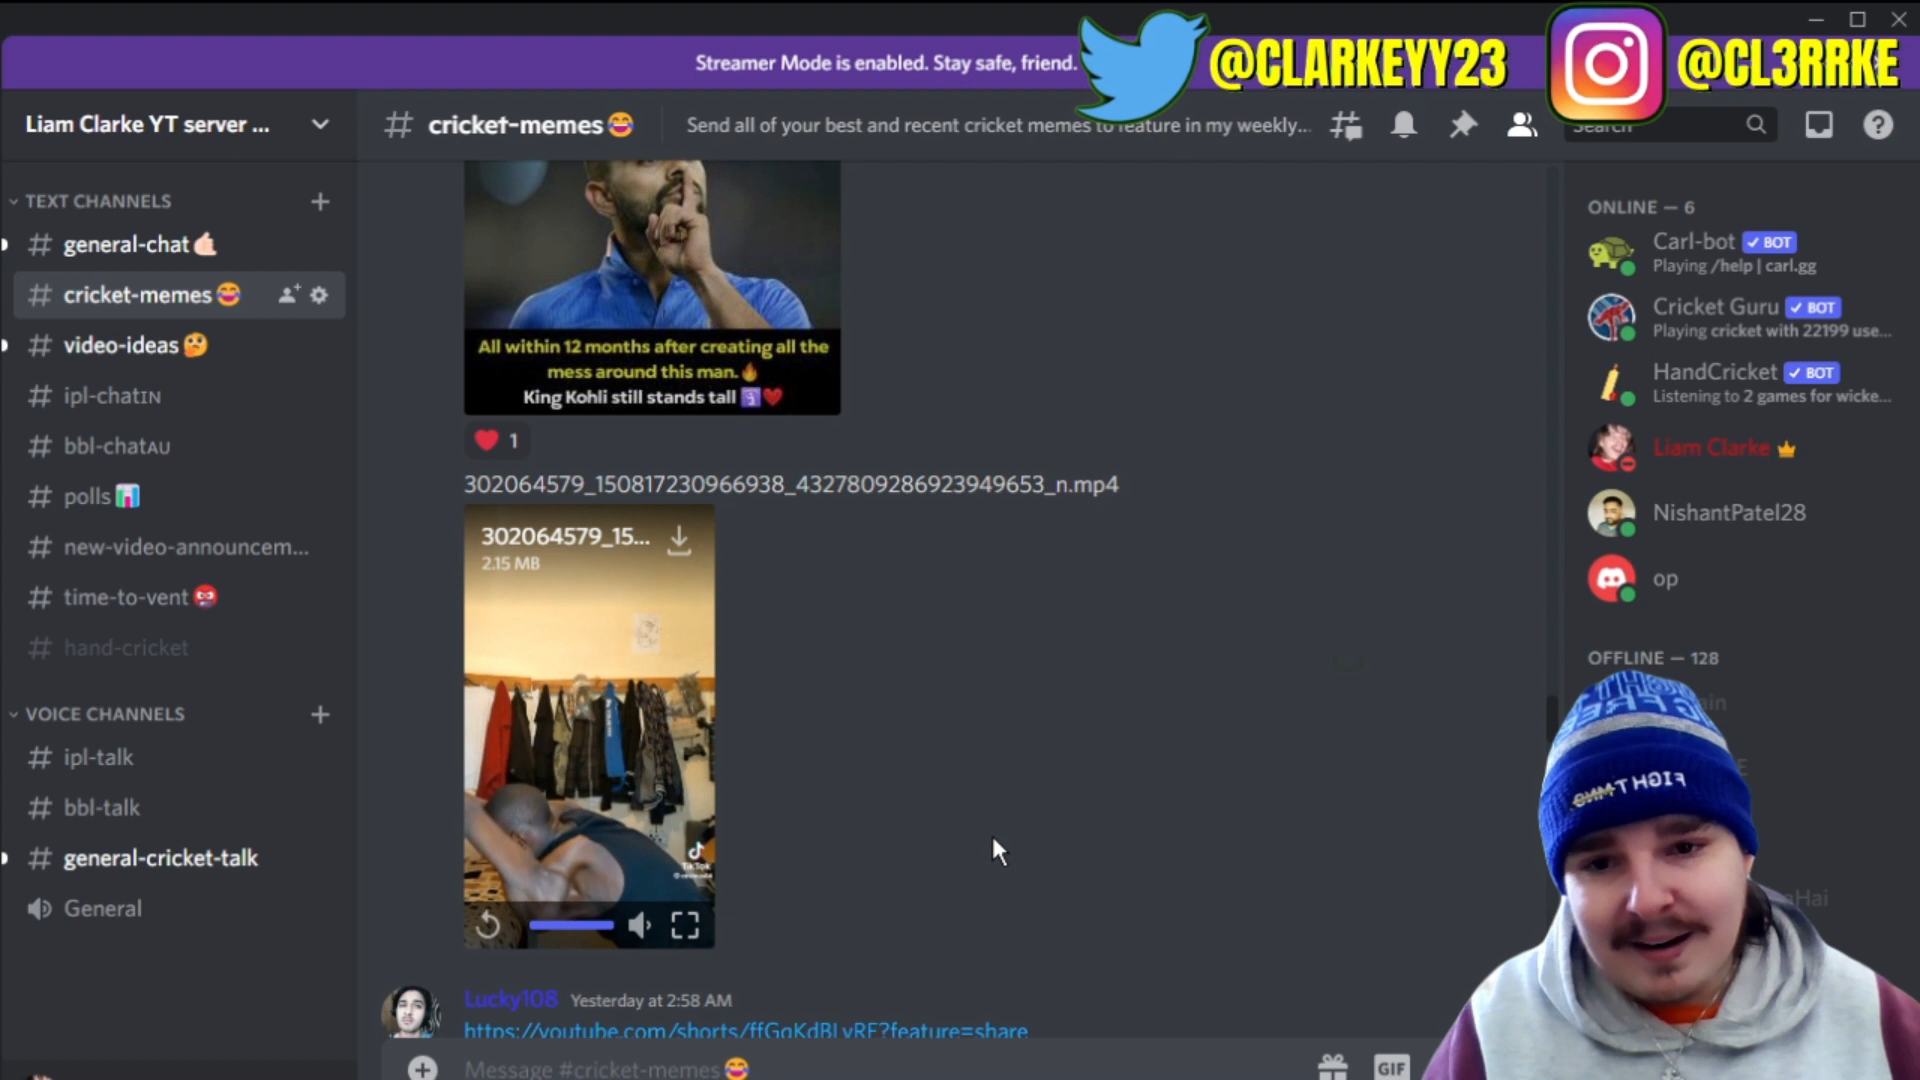 Streamer Mode is enabled. Stay safe, friend.
@CLARKEYY23
@CL3RRKE
Liam Clarke YT server ...
cricket-memes😂
Send all of your best and recent cricket memes to feature in my weekly...
Search
TEXT CHANNELS
general-chat🤙🏻
cricket-memes😂
video-ideas🤔
ipl-chatIN
bbl-chatAU
polls📊
new-video-announcem...
time-to-vent👹
hand-cricket
VOICE CHANNELS
ipl-talk
bbl-talk
general-cricket-talk
General
All within 12 months after creating all the
mess around this man.🔥
King Kohli still stands tall 🛐❤️
❤️ 1
302064579_150817230966938_4327809286923949653_n.mp4
302064579_15...
2.15 MB
TikTok
Lucky108 Yesterday at 2:58 AM
Message #cricket-memes😂
GIF
ONLINE — 6
Carl-bot ✓ BOT
Playing /help | carl.gg
Cricket Guru ✓ BOT
Playing cricket with 22199 use...
HandCricket ✓ BOT
Listening to 2 games for wicke...
Liam Clarke
NishantPatel28
op
OFFLINE — 128